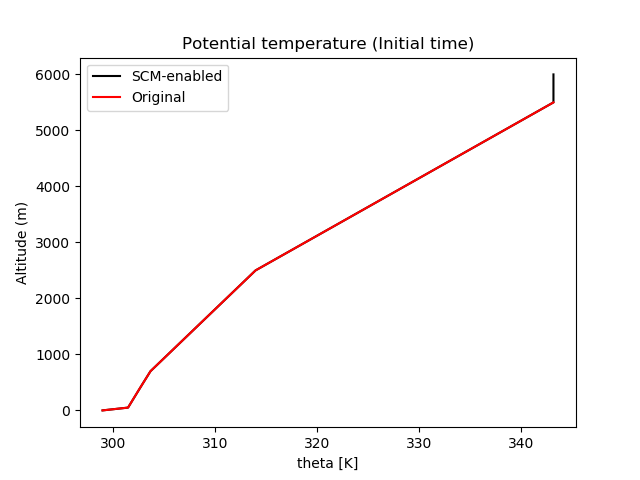 Potential temperature (Initial time)
SCM-enabled
Original
6000
5000
4000
3000
2000
1000
0
Altitude (m)
300
310
320
330
340
theta [K]